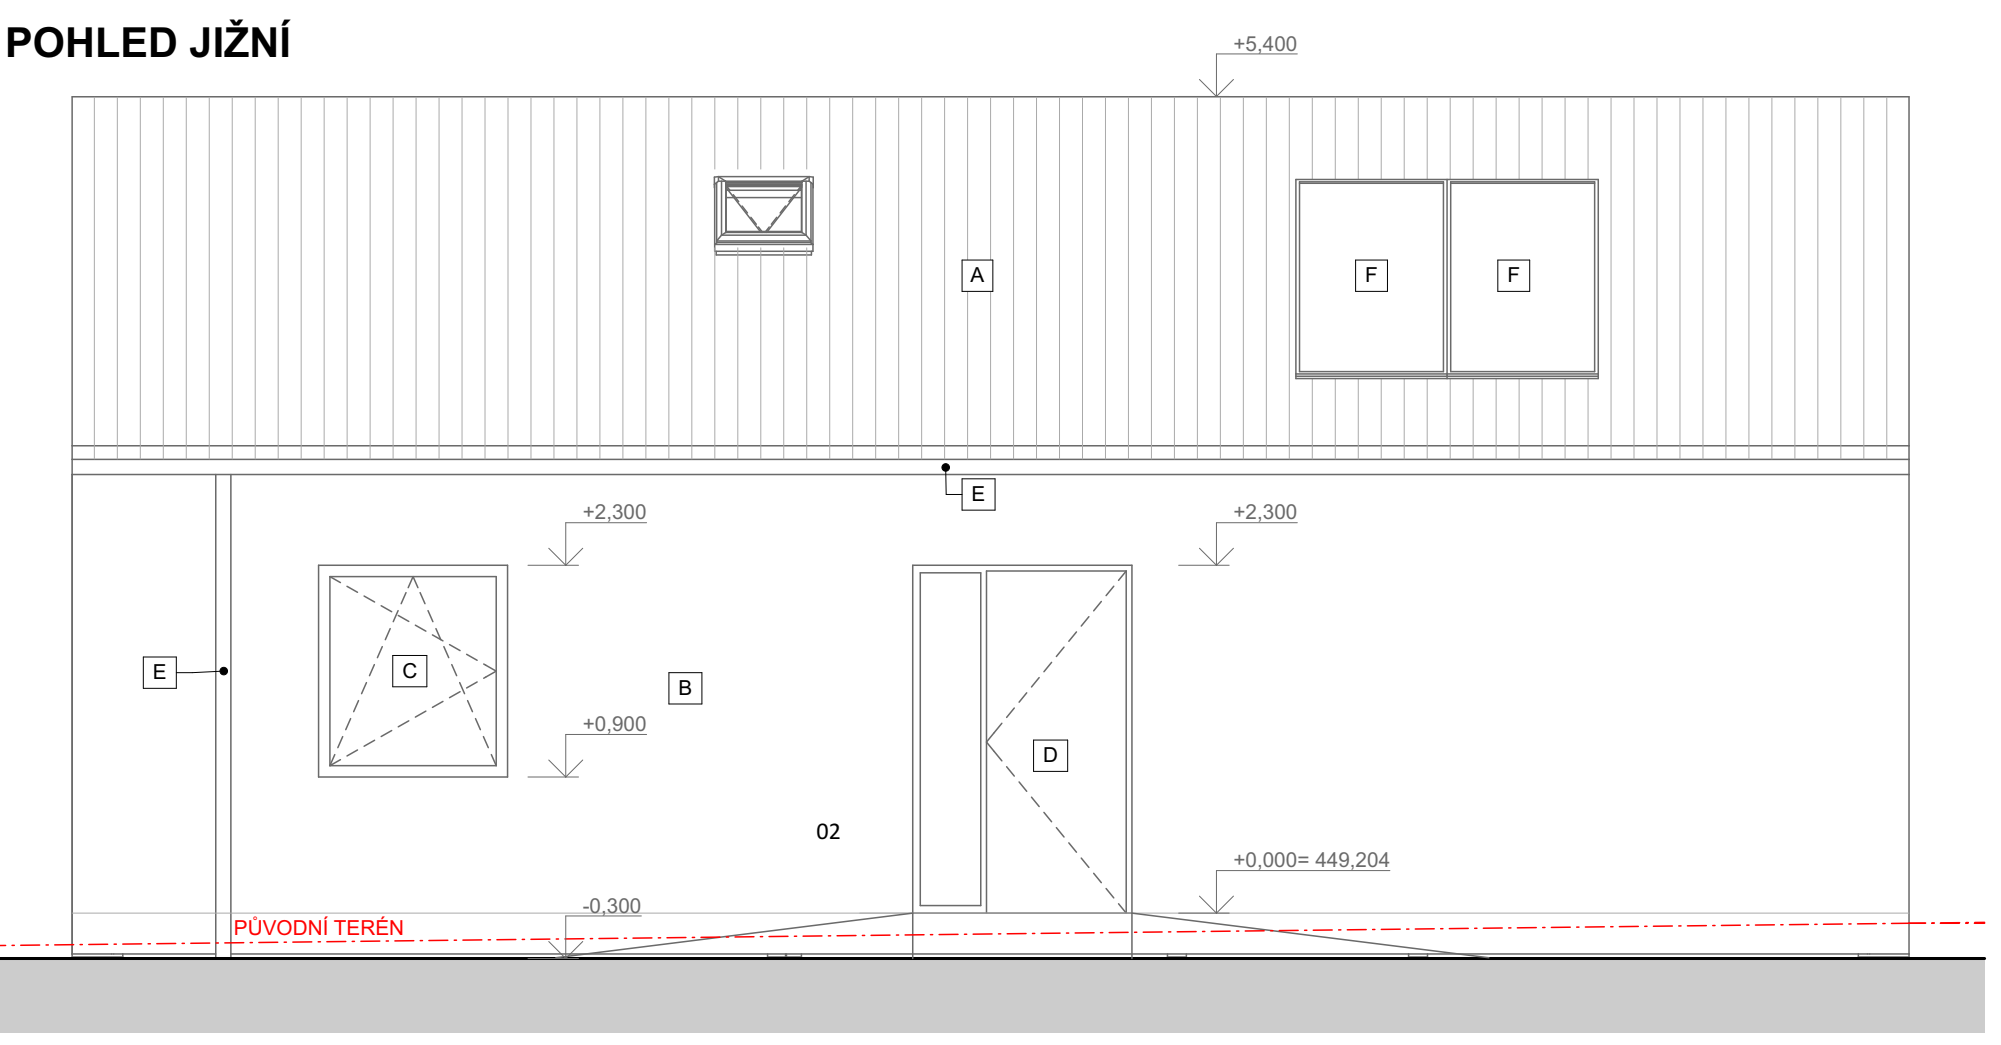 POHLED JIŽNÍ
+5,400
A
F
F
E
+2,300
+2,300
E
C
B
+0,900
D
02
+0,000= 449,204
-0,300
PŮVODNÍ TERÉN